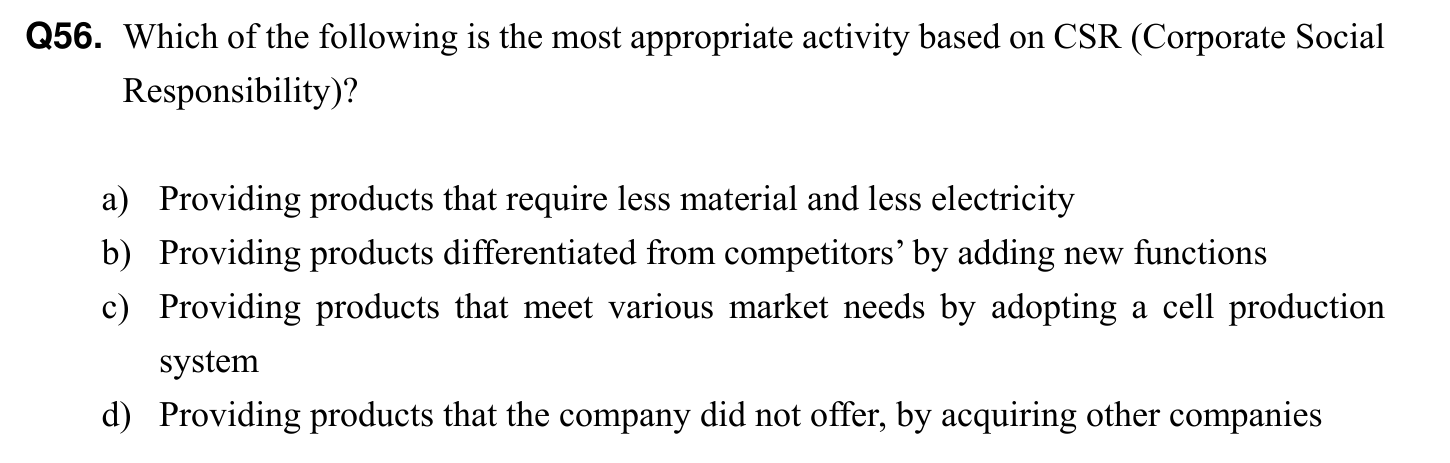 Q56. Which of the following is the most appropriate activity based on CSR (Corporate Social
Responsibility)?
a) Providing products that require less material and less electricity
b) Providing products differentiated from competitors’ by adding new functions
c) Providing products that meet various market needs by adopting a cell production
system
d) Providing products that the company did not offer, by acquiring other companies